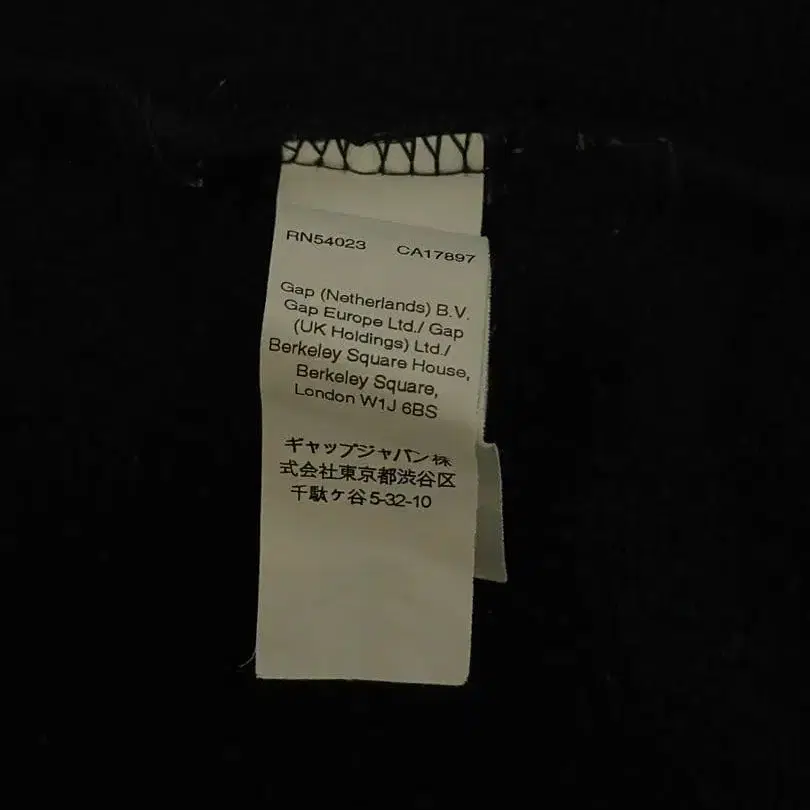 RN54023 CA17897
Gap (Netherlands) B.V.
Gap Europe Ltd./ Gap
(UK Holdings) Ltd./
Berkeley Square House,
Berkeley Square,
London W1J 6BS
ギャップジャパン株
式会社東京都渋谷区
千駄ケ谷5-32-10